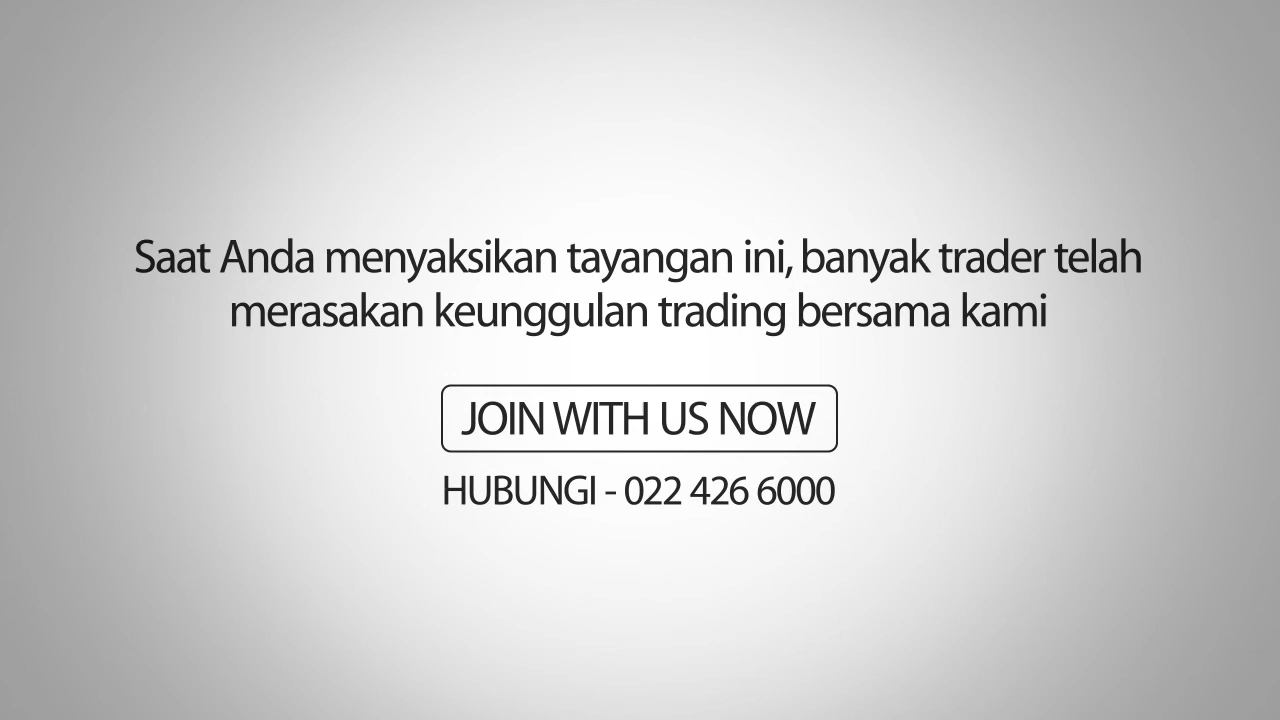 Saat Anda menyaksikan tayangan ini, banyak trader telah
merasakan keunggulan trading bersama kami
JOIN WITH US NOW
HUBUNGI - 022 426 6000